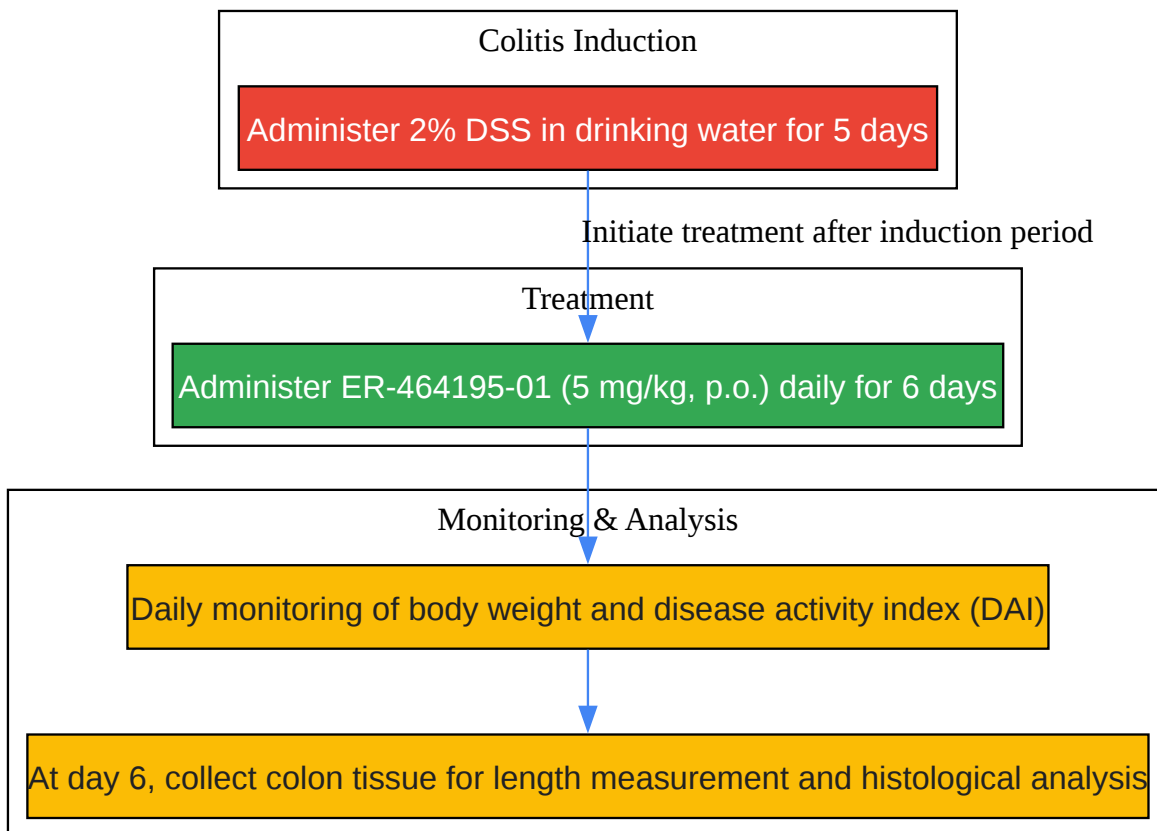 Colitis Induction
Administer 2% DSS in drinking water for 5 days
Initiate treatment after induction period
Treatment
Administer ER-464195-01 (5 mg/kg, p.o.) daily for 6 days
Monitoring & Analysis
Daily monitoring of body weight and disease activity index (DAI)
At day 6, collect colon tissue for length measurement and histological analysis